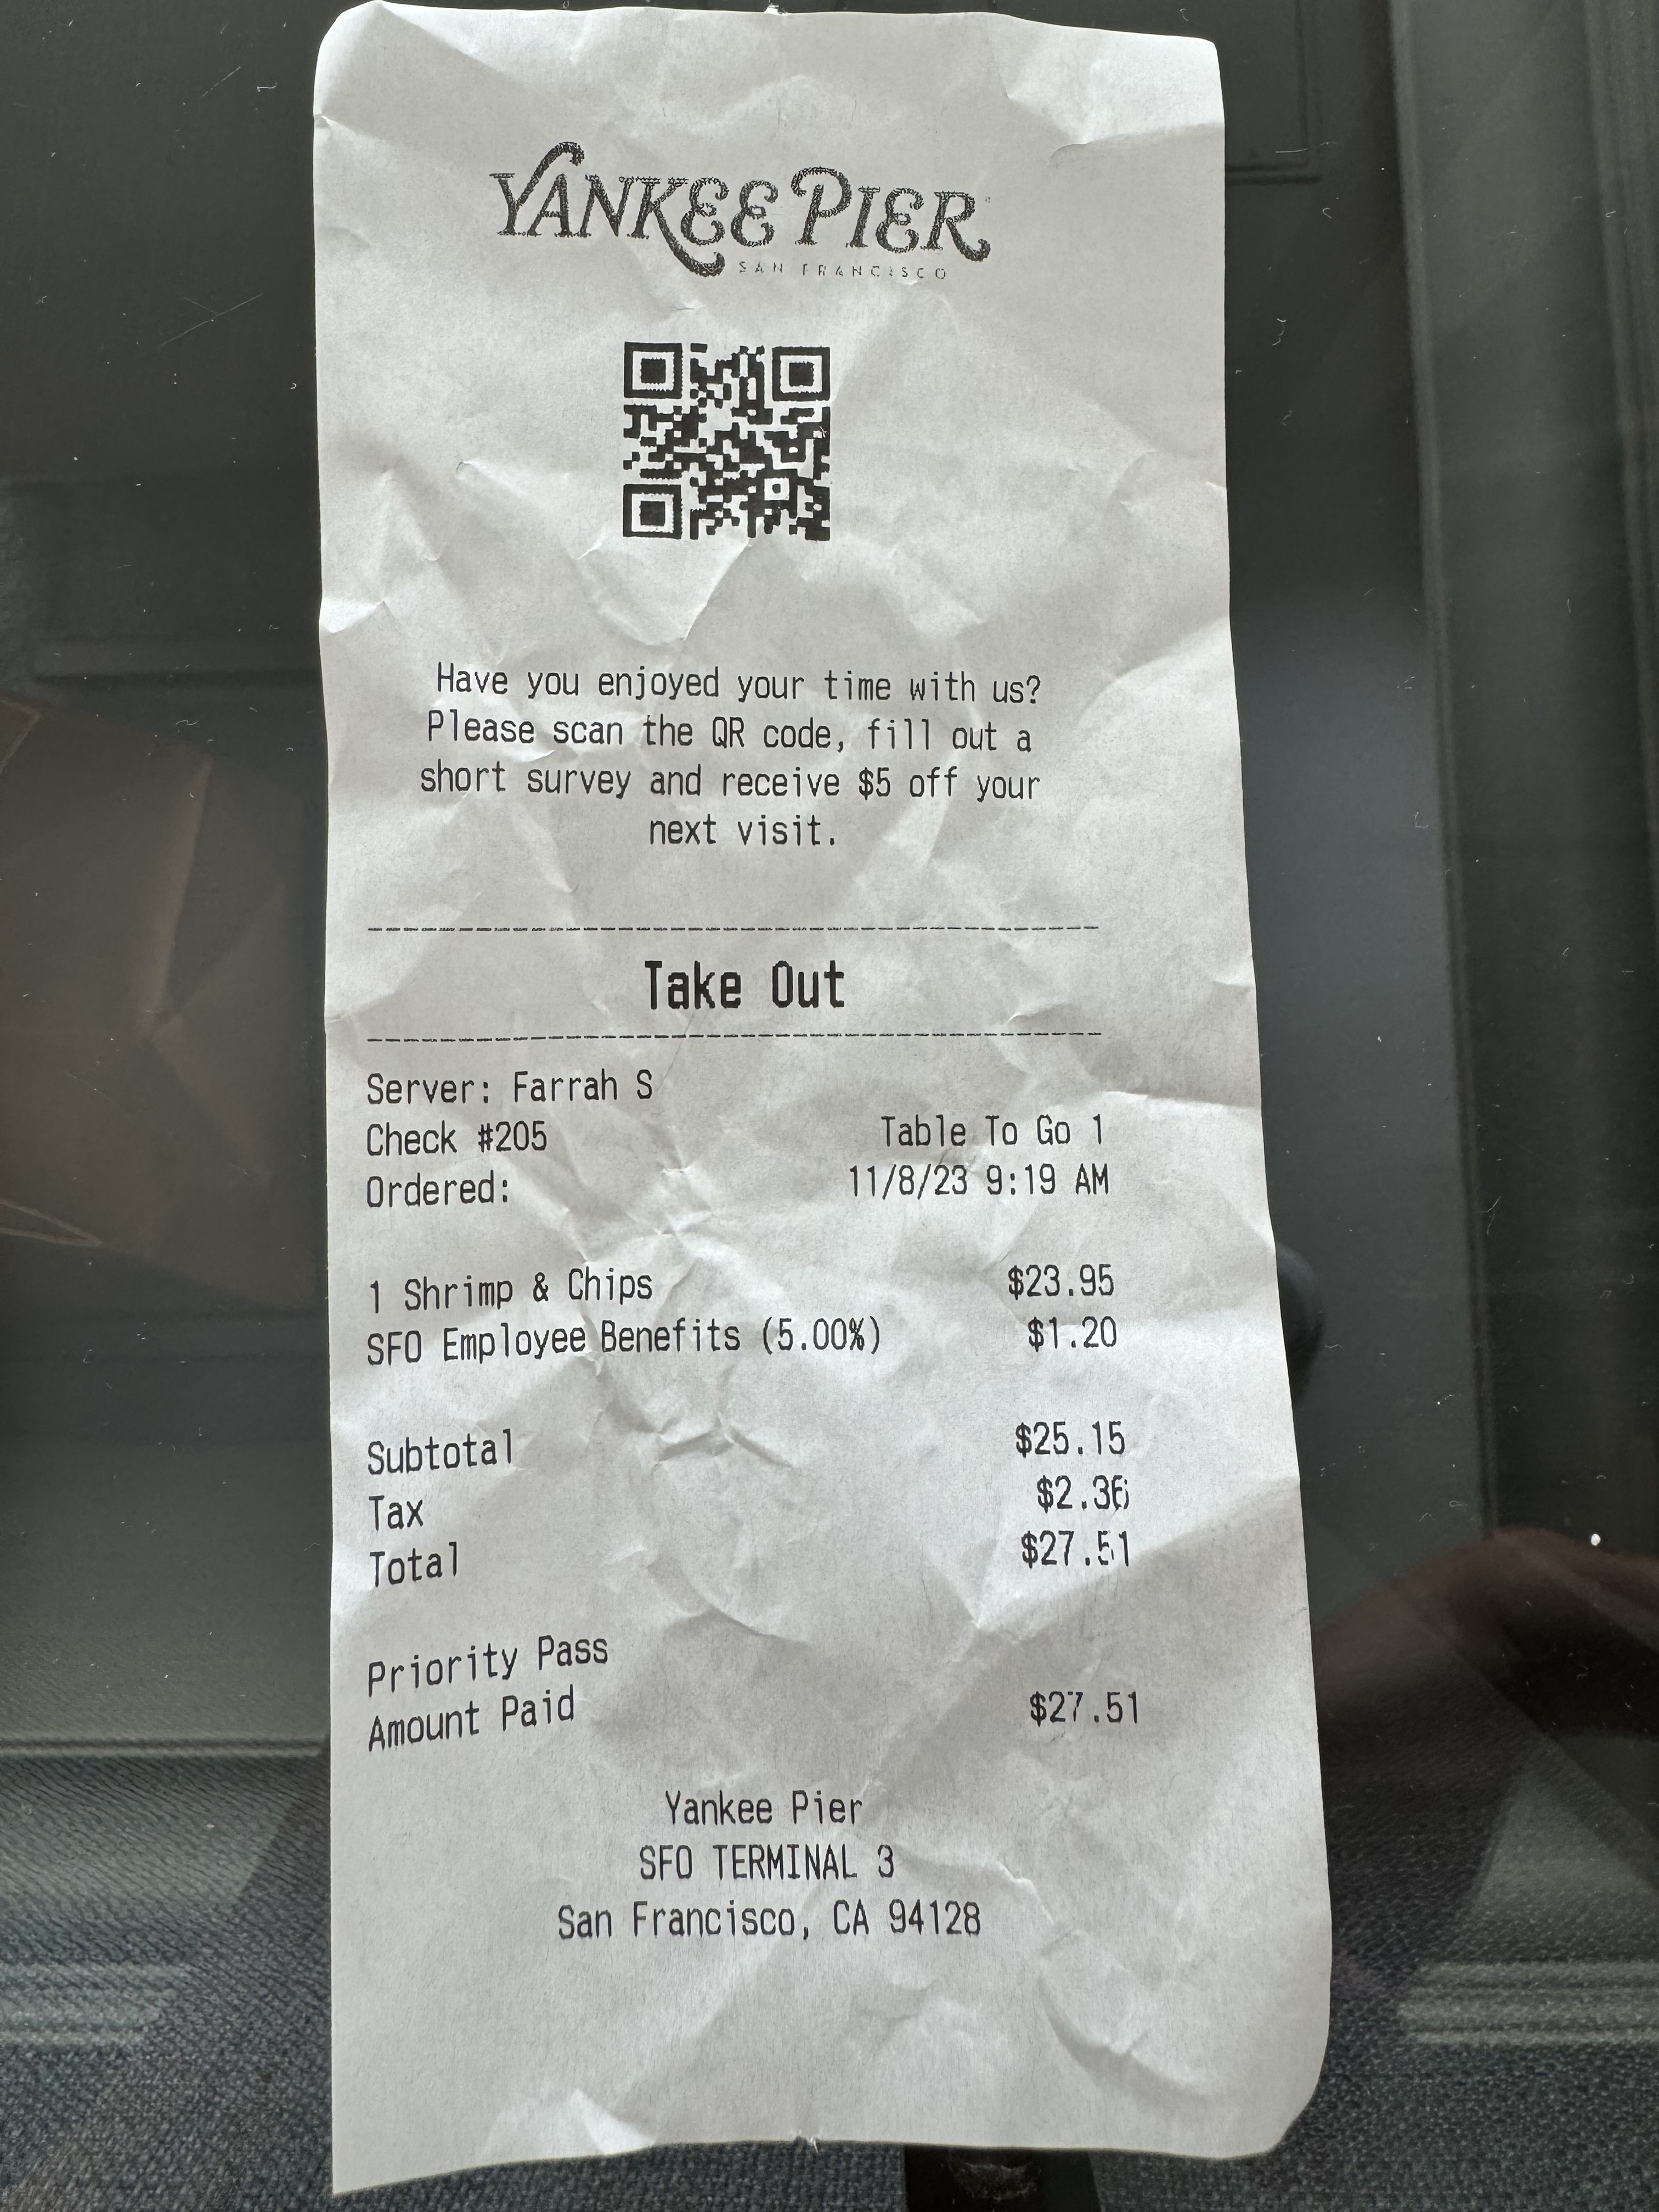 YANKEE PIER
SAN FRANCISCO
Have you enjoyed your time with us?
Please scan the QR code, fill out a
short survey and receive $5 off your
next visit.
Take Out
Server: Farrah S
Check #205 Table To Go 1
Ordered: 11/8/23 9:19 AM
1 Shrimp & Chips $23.95
SFO Employee Benefits (5.00%) $1.20
Subtotal $25.15
Tax $2.36
Total $27.51
Priority Pass
Amount Paid $27.51
Yankee Pier
SFO TERMINAL 3
San Francisco, CA 94128